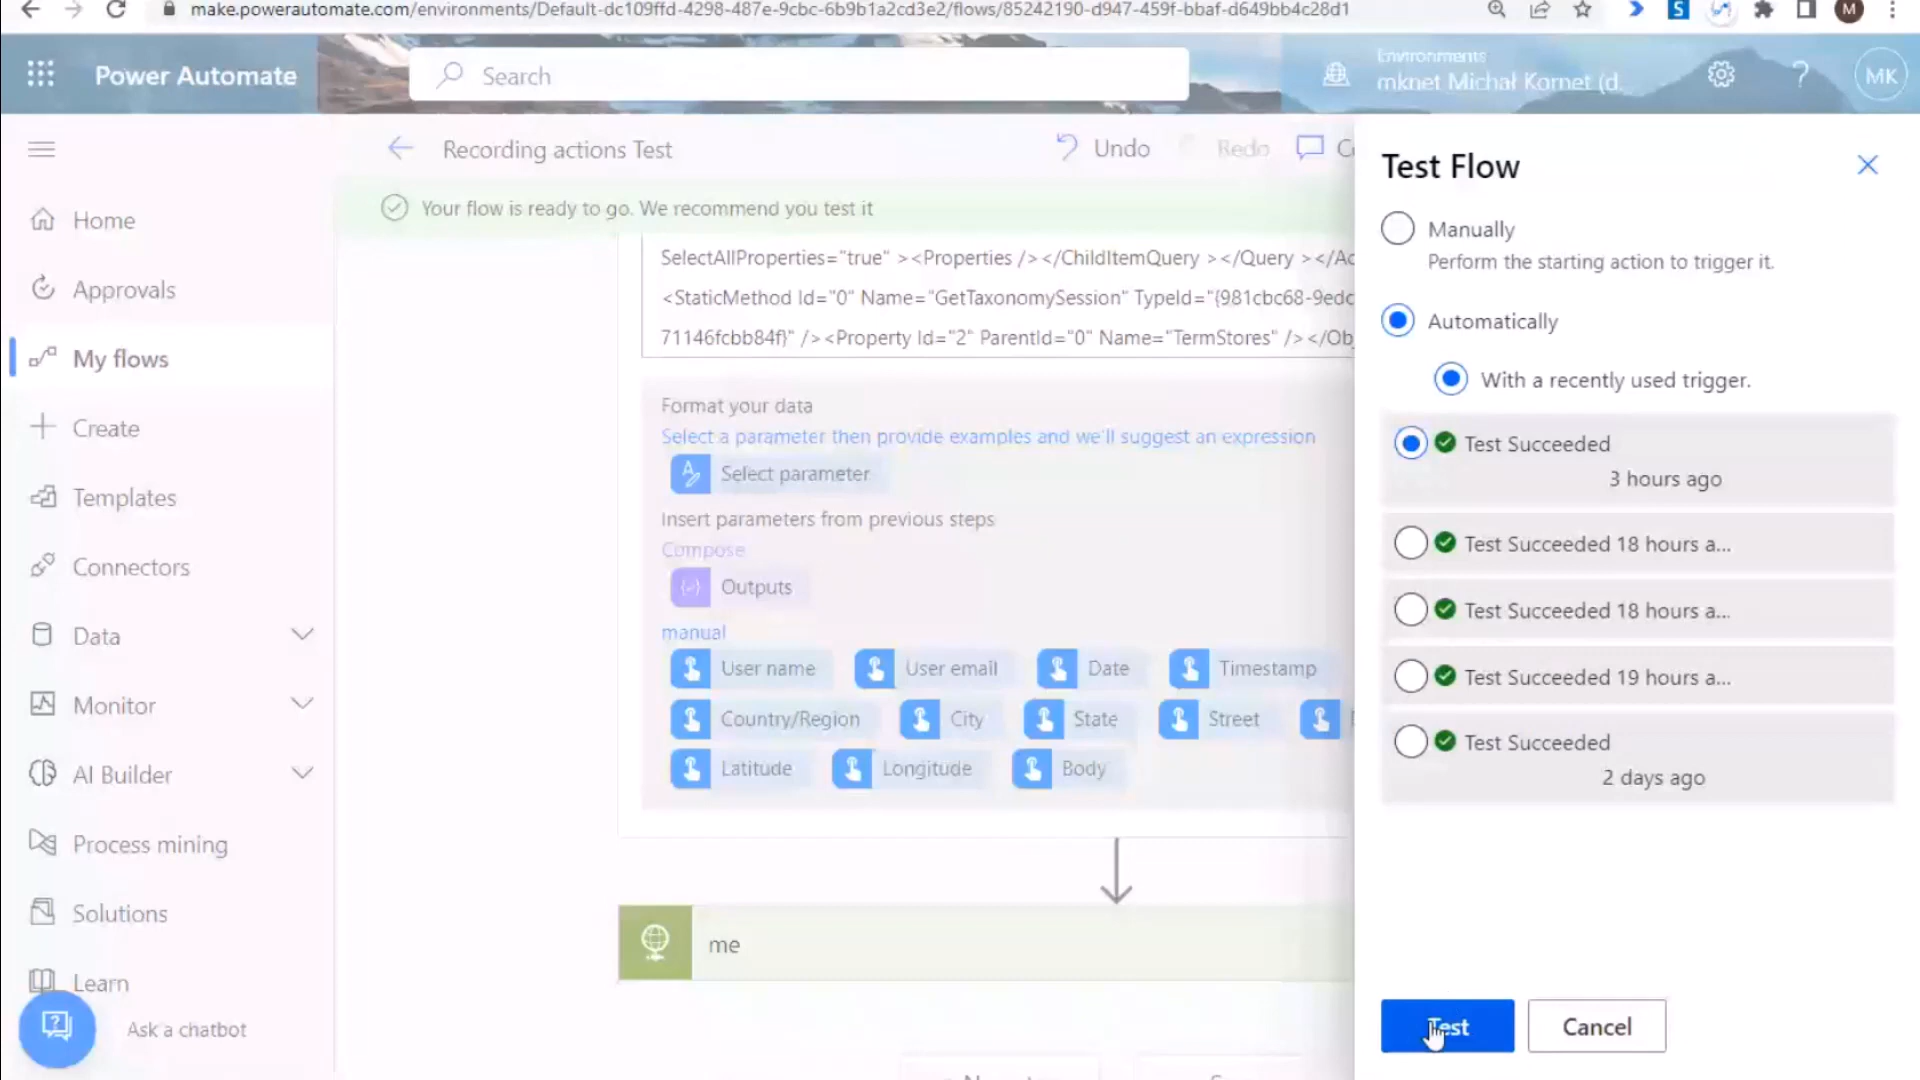 make.powerautomate.com/environments/Default-dc109ffd-4298-487e-9cbc-6b9b1a2cd3e2/flows/85242190-d947-459f-bbaf-d649bb4c28d1
S
M
Power Automate
Search
Environments
mknet Michał Kornet (d.
?
MK
Recording actions Test
Undo
Redo
Your flow is ready to go. We recommend you test it
Home
Approvals
My flows
Create
Templates
Connectors
Data
Monitor
AI Builder
Process mining
Solutions
Learn
Ask a chatbot
SelectAllProperties="true" ><Properties /></ChildItemQuery ></Query ></Ac
<StaticMethod Id="0" Name="GetTaxonomySession" TypeId="{981cbc68-9edc
71146fcbb84f}" /><Property Id="2" ParentId="0" Name="TermStores" /></Ob
Format your data
Select a parameter then provide examples and we'll suggest an expression
Select parameter
Insert parameters from previous steps
Compose
Outputs
manual
User name User email Date Timestamp
Country/Region City State Street
Latitude Longitude Body
me
Test Flow
Manually
Perform the starting action to trigger it.
Automatically
With a recently used trigger.
Test Succeeded
3 hours ago
Test Succeeded 18 hours a...
Test Succeeded 18 hours a...
Test Succeeded 19 hours a...
Test Succeeded
2 days ago
Test
Cancel